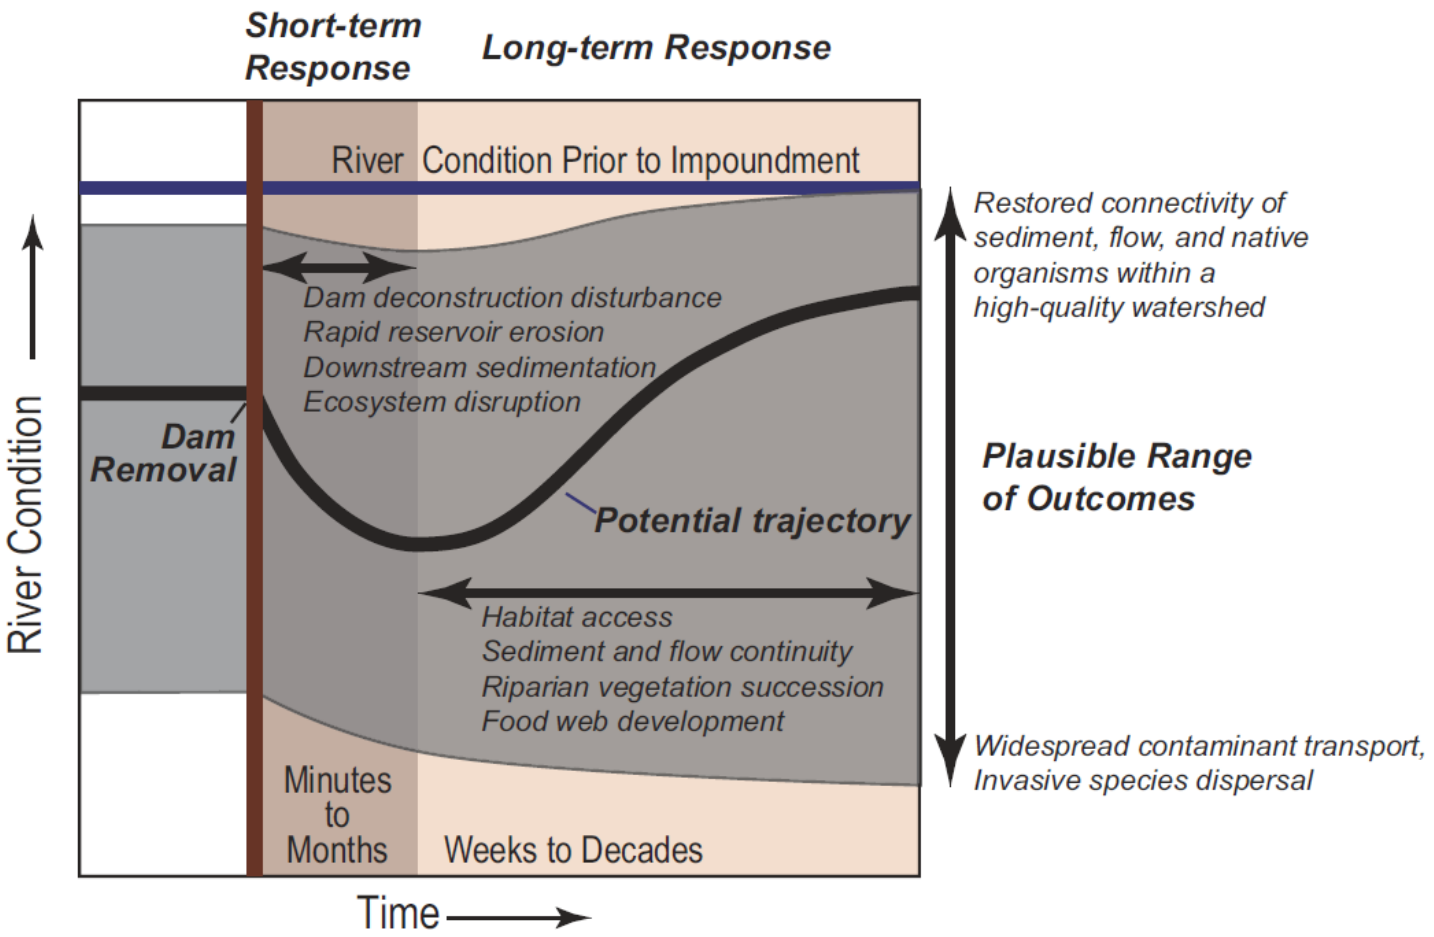 Short-term
Response
Long-term Response
River Condition Prior to Impoundment
Restored connectivity of
sediment, flow, and native
organisms within a
high-quality watershed
Dam deconstruction disturbance
Rapid reservoir erosion
Downstream sedimentation
Ecosystem disruption
Dam
Removal
River Condition
Plausible Range
of Outcomes
Potential trajectory
Habitat access
Sediment and flow continuity
Riparian vegetation succession
Food web development
Widespread contaminant transport,
Invasive species dispersal
Minutes
to
Months
Weeks to Decades
Time